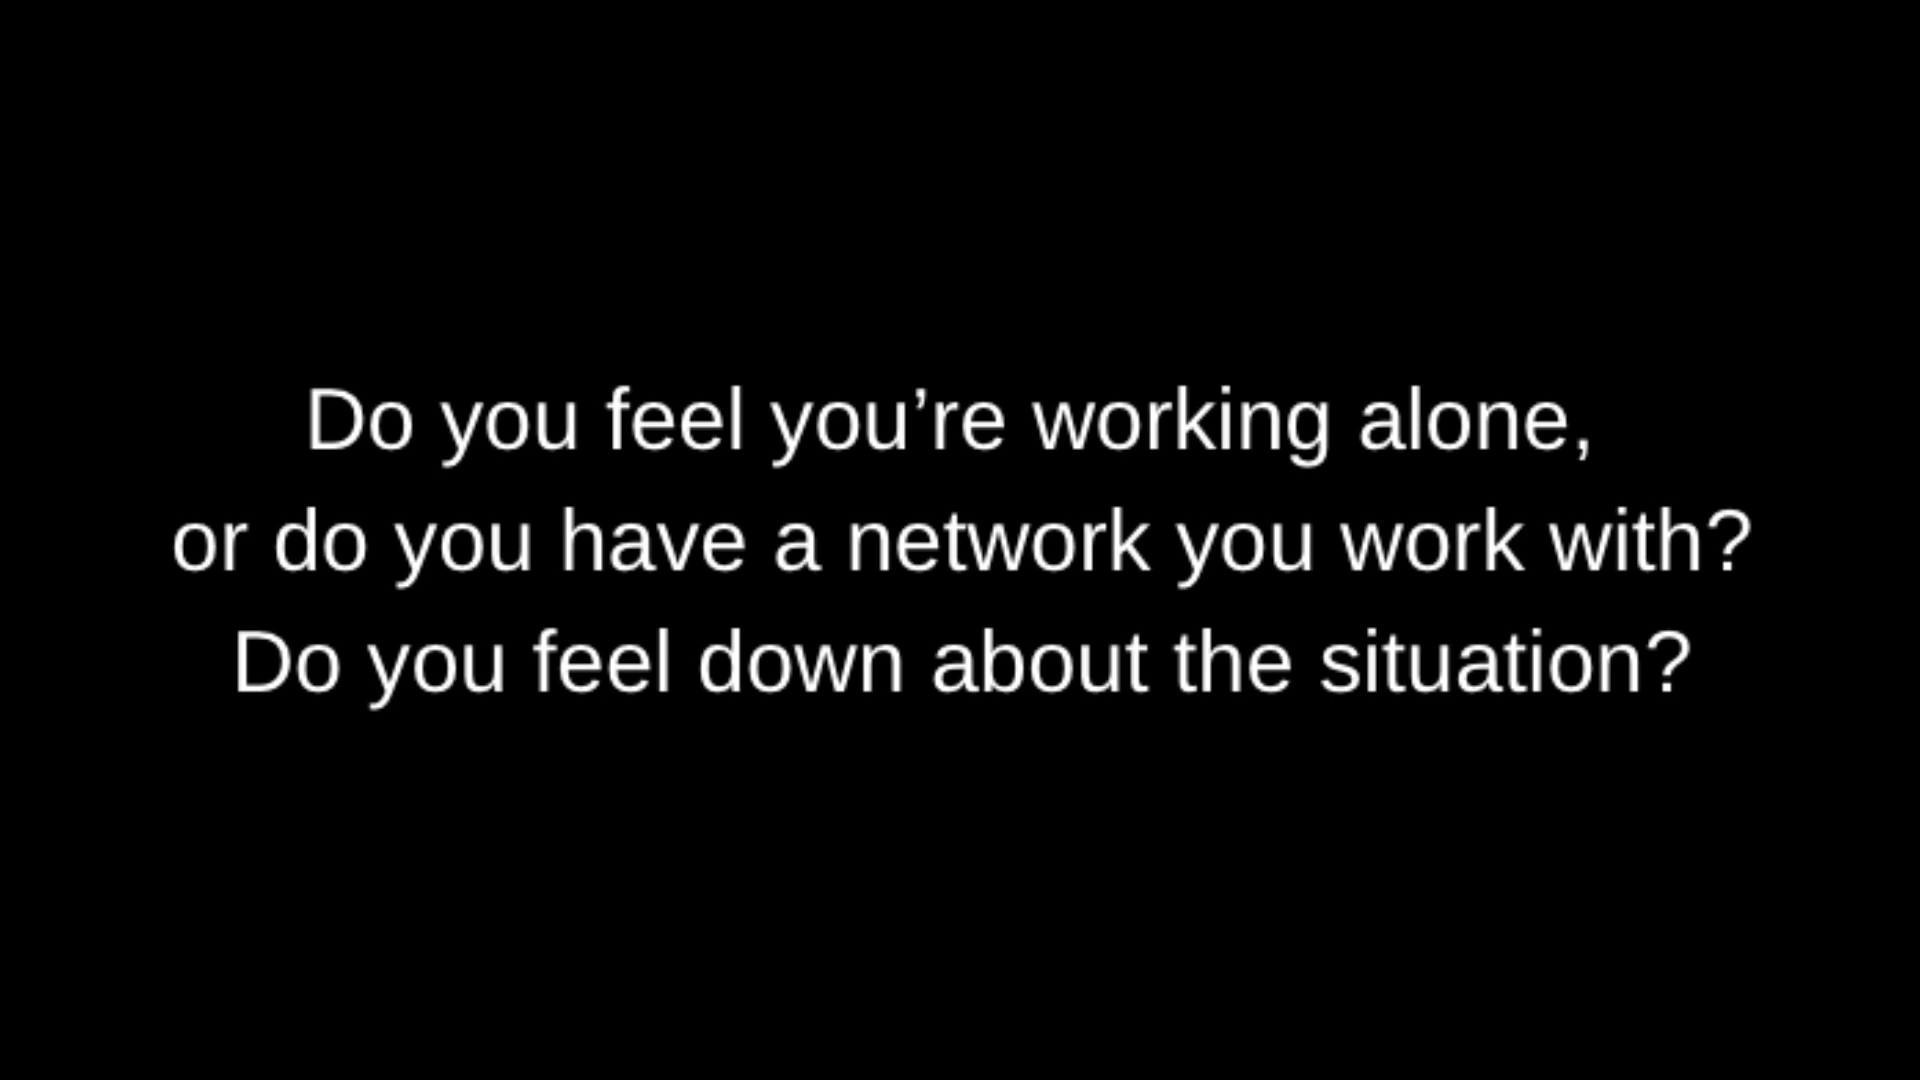 Do you feel you’re working alone,
or do you have a network you work with?
Do you feel down about the situation?